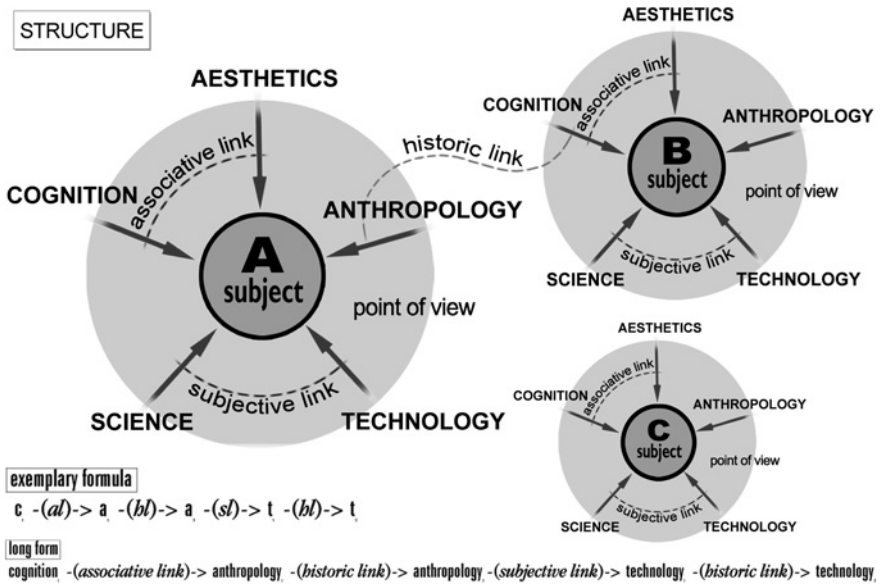 STRUCTURE
AESTHETICS
COGNITION
associative link
ANTHROPOLOGY
A
subject
point of view
SCIENCE
subjective link
TECHNOLOGY
historic link
AESTHETICS
COGNITION
associative link
ANTHROPOLOGY
B
subject
point of view
SCIENCE
subjective link
TECHNOLOGY
AESTHETICS
COGNITION
associative link
ANTHROPOLOGY
C
subject
point of view
SCIENCE
subjective link
TECHNOLOGY
exemplary formula
c, -(al)-> a, -(hl)-> a, -(sl)-> t, -(hl)-> t,
long form
cognition, -(associative link)-> anthropology, -(historic link)-> anthropology, -(subjective link)-> technology, -(historic link)-> technology,